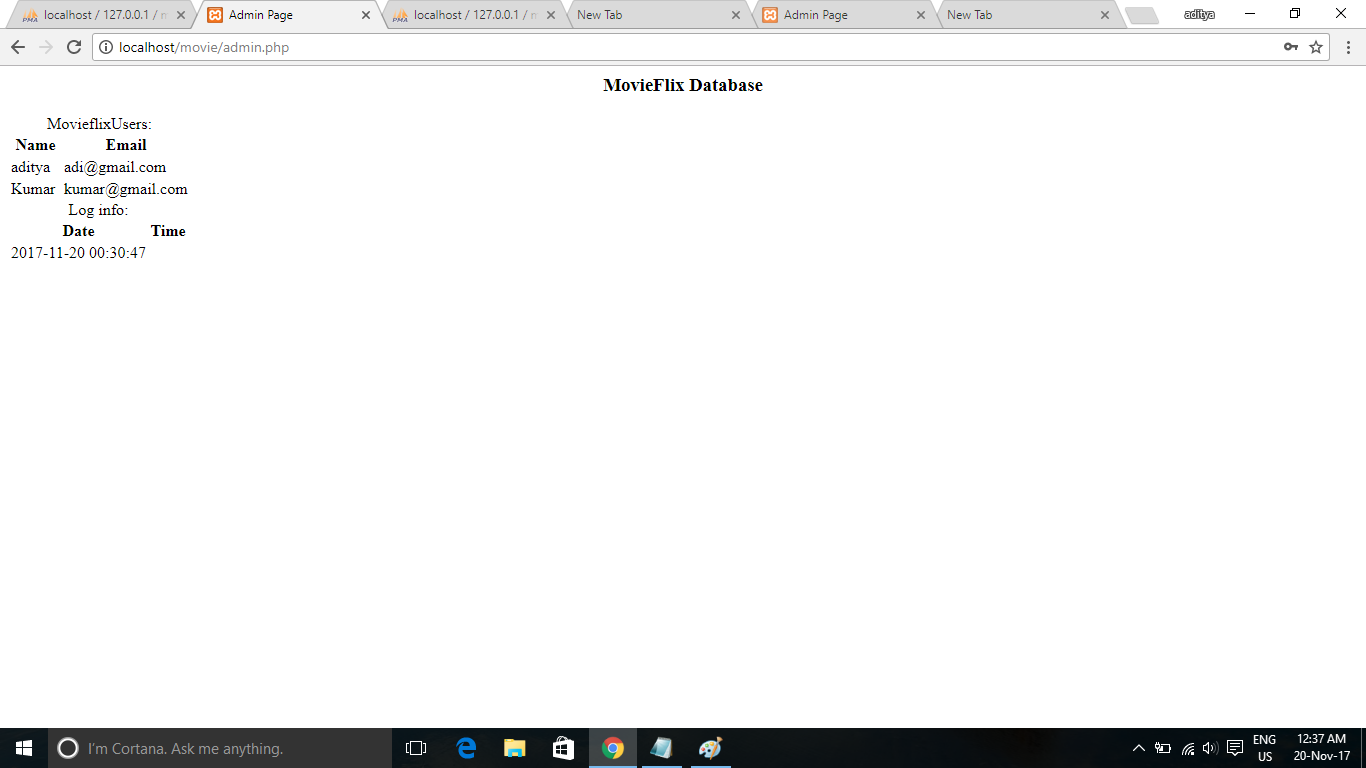 localhost / 127.0.0.1 / m
Admin Page
localhost / 127.0.0.1 / m
New Tab
Admin Page
New Tab
aditya
localhost/movie/admin.php
MovieFlix Database
MovieflixUsers:
Name Email
aditya adi@gmail.com
Kumar kumar@gmail.com
Log info:
Date Time
2017-11-20 00:30:47
I'm Cortana. Ask me anything.
ENG
US
12:37 AM
20-Nov-17